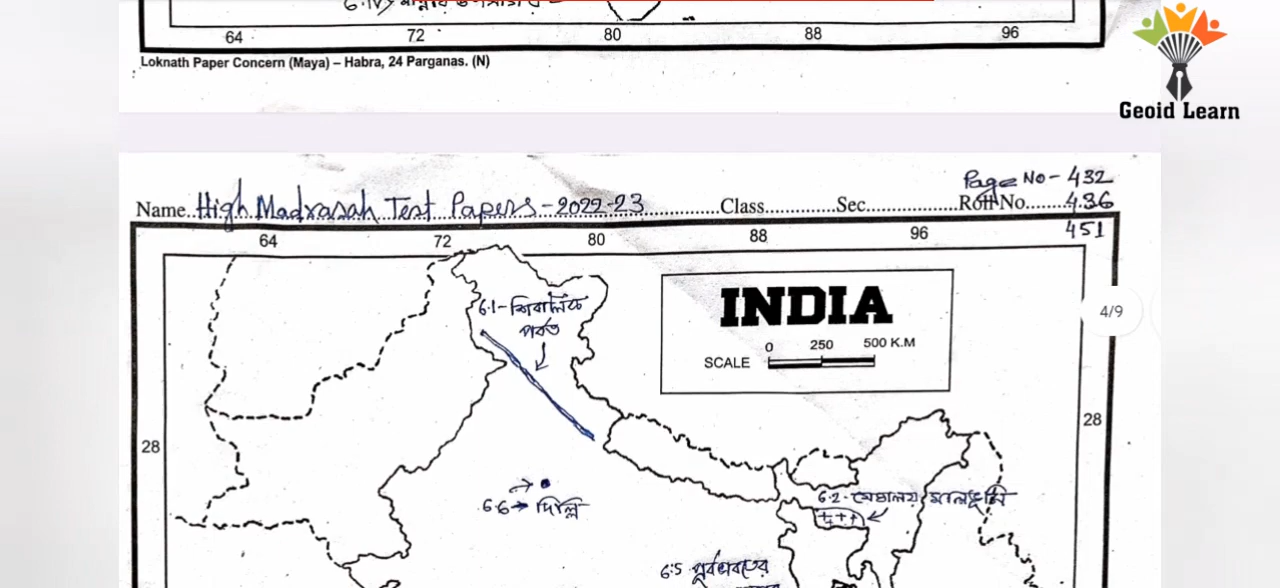 64 72 80 88 96
Loknath Paper Concern (Maya) – Habra, 24 Parganas. (N)
Geoid Learn
Page No - 432
Name..High Madrasah Test Papers - 2022-23..............Class............Sec...............Roll No.......436
451
64 72 80 88 96
6.1 - শিবালিক
পর্বত
INDIA
0 250 500 K.M
SCALE
4/9
28 28
6.2 - মেঘালয় মালভূমি
6.6 → দিল্লি
6.5 পূর্বভারতের